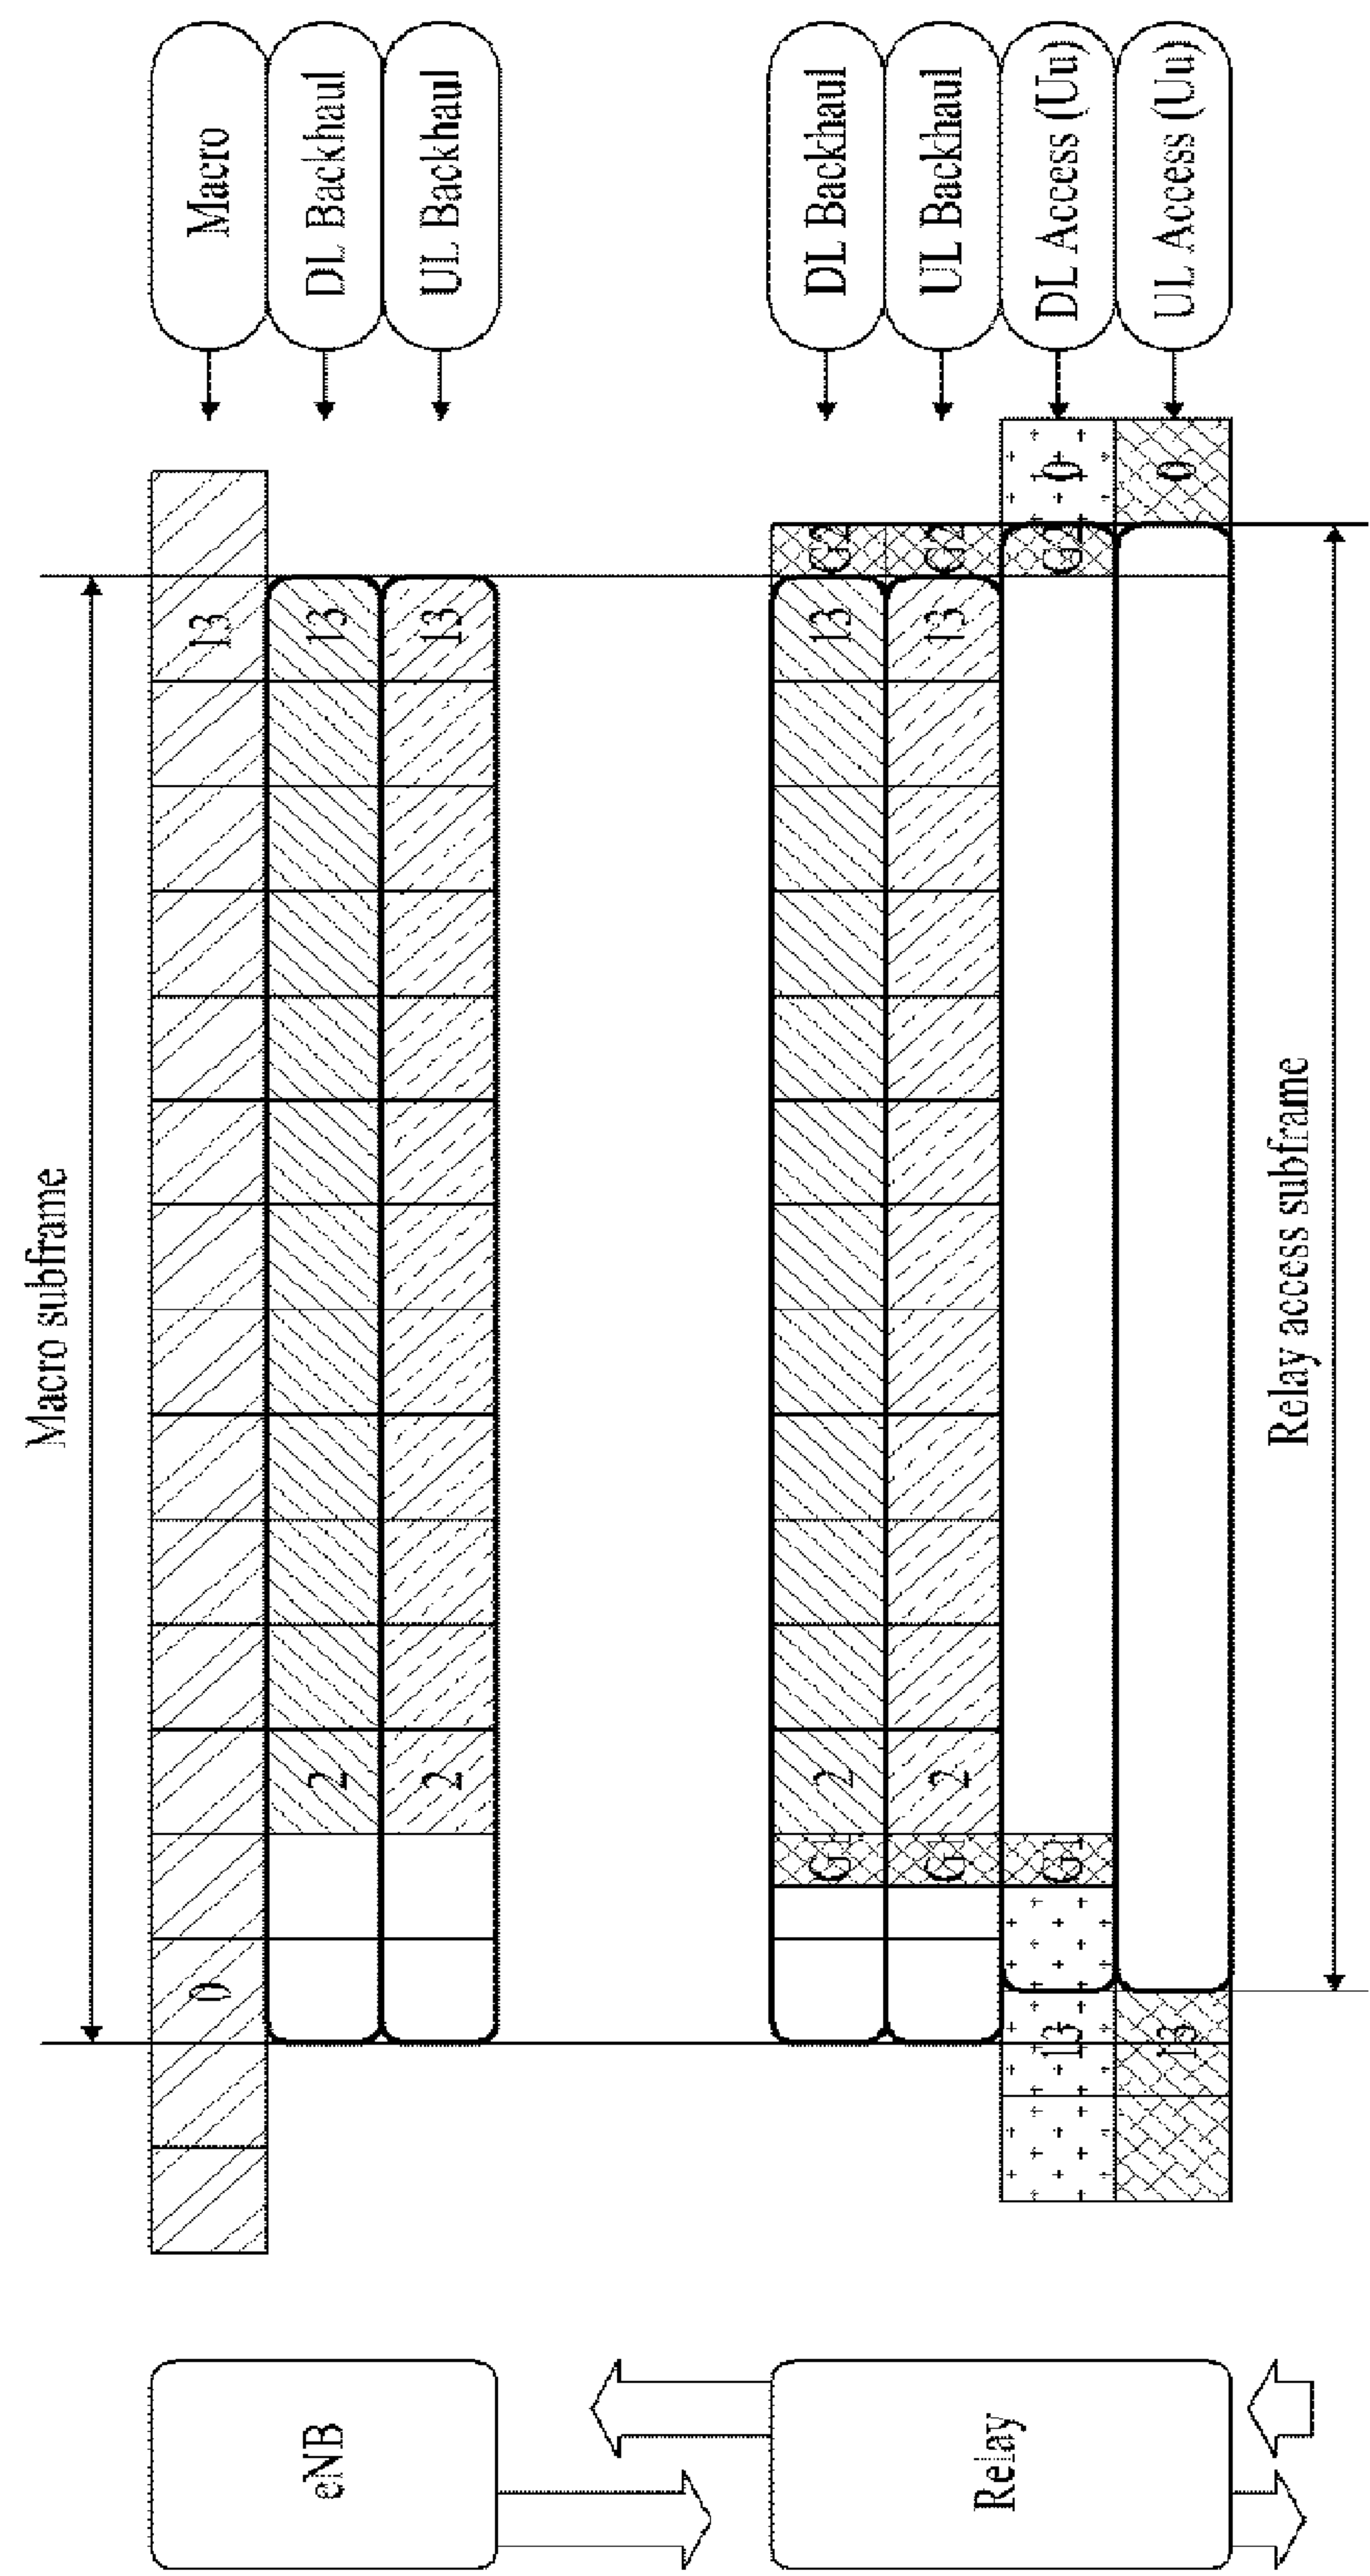 Macro subframe
0 13 Macro
eNB 2 13 DL Backhaul
2 13 UL Backhaul
G1 2 13 G2 DL Backhaul
G1 2 13 G2 UL Backhaul
Relay
13 G1 G2 0 DL Access (Uu)
13 0 UL Access (Uu)
Relay access subframe